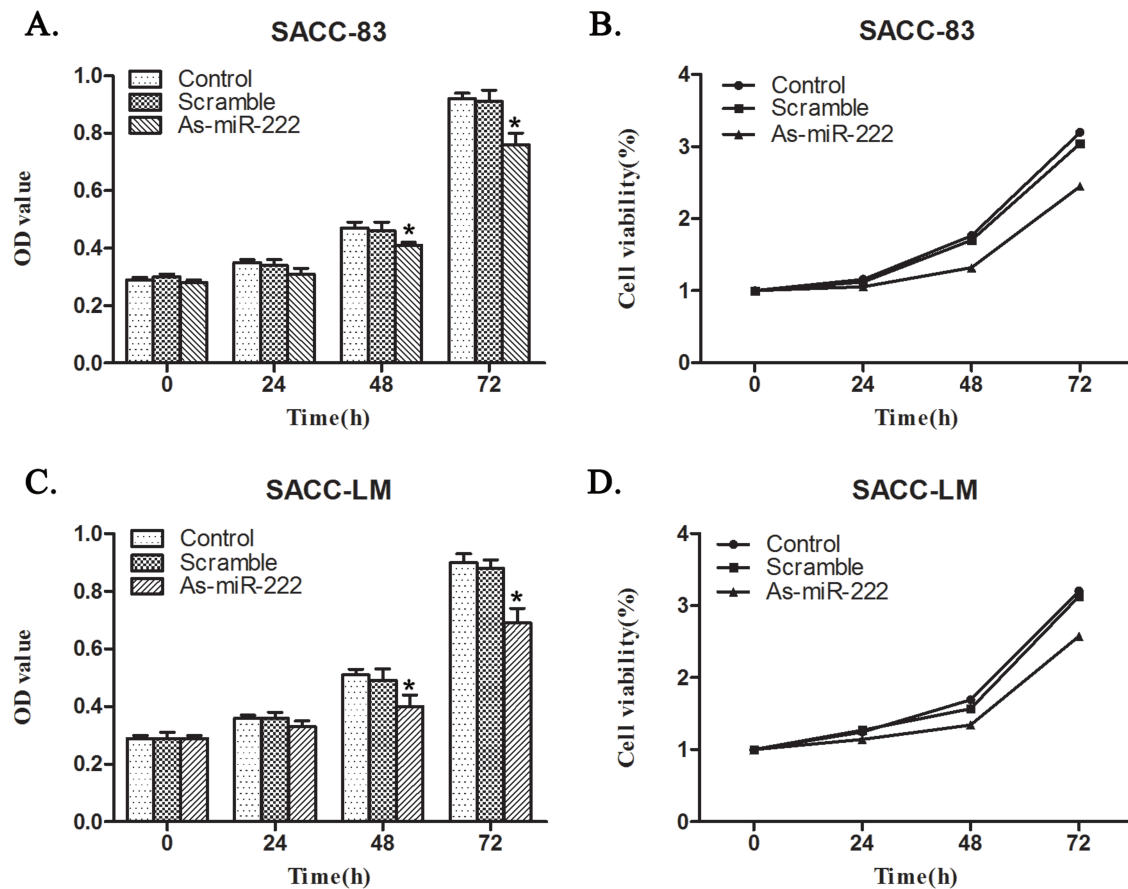 A.
SACC-83
Control
Scramble
As-miR-222
1.0
0.8
0.6
0.4
0.2
0.0
OD value
*
*
0
24
48
72
Time(h)
B.
SACC-83
Control
Scramble
As-miR-222
4
3
2
1
0
Cell viability(%)
0
24
48
72
Time(h)
C.
SACC-LM
Control
Scramble
As-miR-222
1.0
0.8
0.6
0.4
0.2
0.0
OD value
*
*
0
24
48
72
Time(h)
D.
SACC-LM
Control
Scramble
As-miR-222
4
3
2
1
0
Cell viability(%)
0
24
48
72
Time(h)